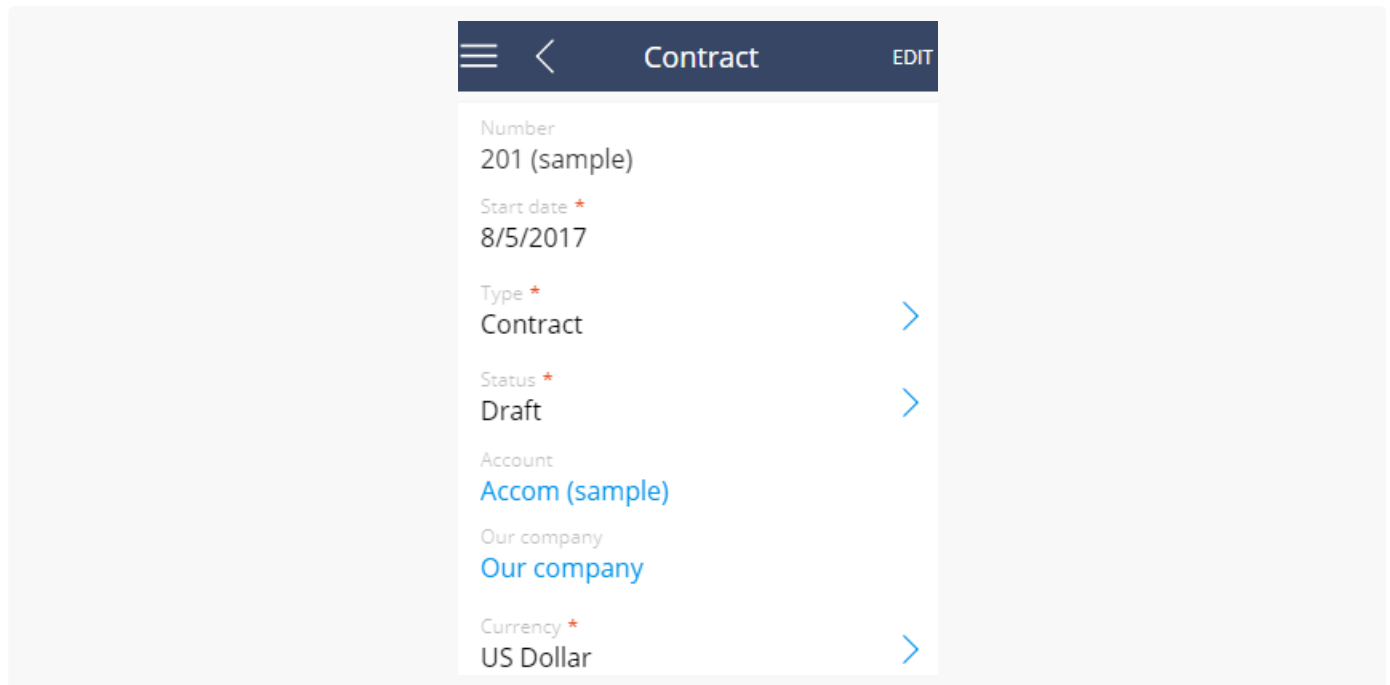 Contract EDIT
Number
201 (sample)
Start date *
8/5/2017
Type *
Contract
Status *
Draft
Account
Accom (sample)
Our company
Our company
Currency *
US Dollar